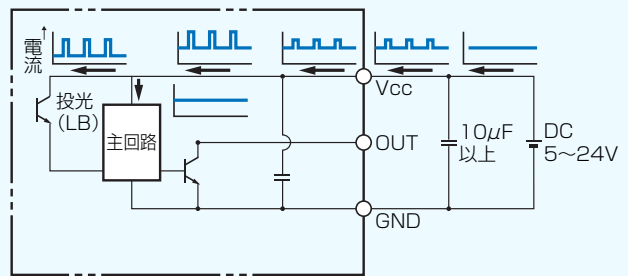 電流
投光
(LB)
主回路
Vcc
OUT
GND
10μF
以上
DC
5～24V